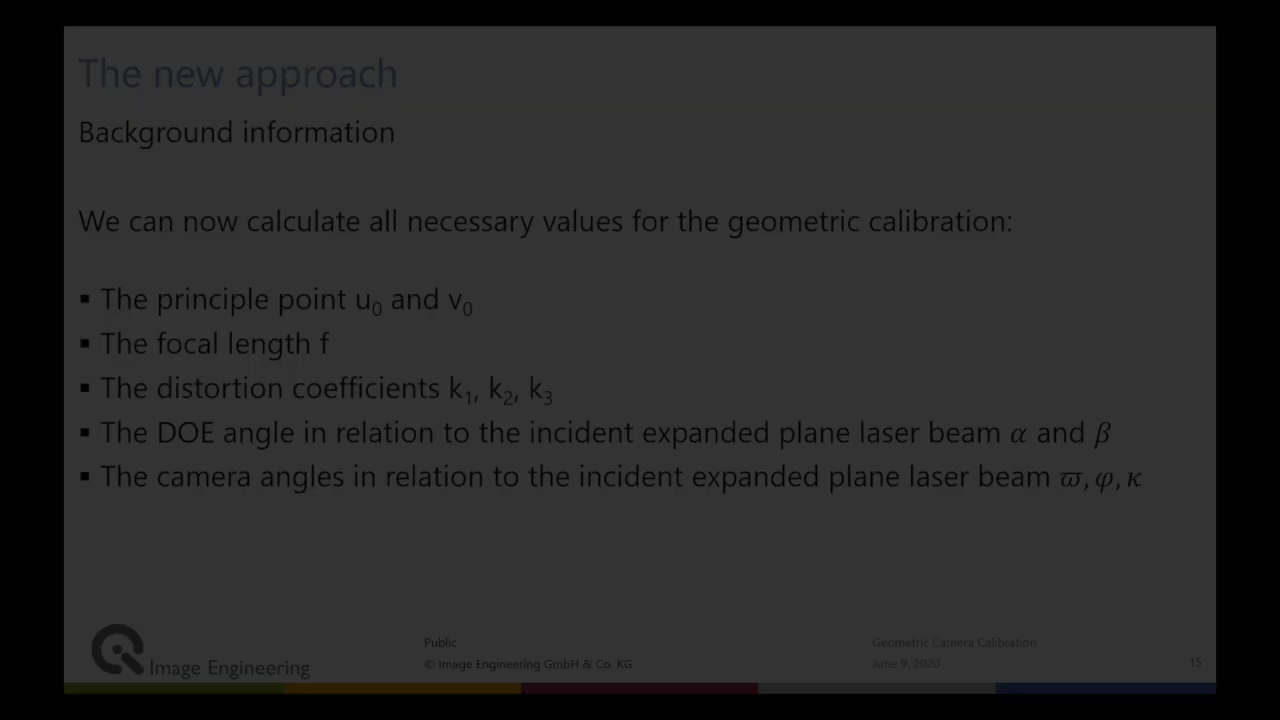 The new approach
Background information
We can now calculate all necessary values for the geometric calibration:
▪ The principle point u₀ and v₀
▪ The focal length f
▪ The distortion coefficients k₁, k₂, k₃
▪ The DOE angle in relation to the incident expanded plane laser beam α and β
▪ The camera angles in relation to the incident expanded plane laser beam ϖ, φ, κ
Image Engineering
Public
© Image Engineering GmbH & Co. KG
Geometric Camera Calibration
June 9, 2020
15